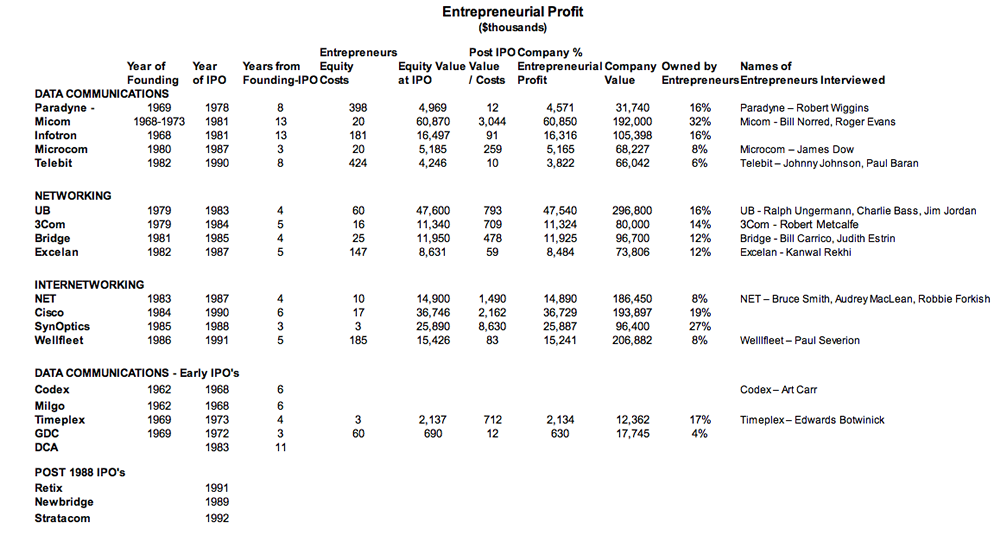 Entrepreneurial Profit
($thousands)
Entrepreneurs Post IPO Company %
Year of Year Years from Equity Equity Value Value Entrepreneurial Company Owned by Names of
Founding of IPO Founding-IPO Costs at IPO / Costs Profit Value Entrepreneurs Entrepreneurs Interviewed
DATA COMMUNICATIONS
Paradyne - 1969 1978 8 398 4,969 12 4,571 31,740 16% Paradyne – Robert Wiggins
Micom 1968-1973 1981 13 20 60,870 3,044 60,850 192,000 32% Micom - Bill Norred, Roger Evans
Infotron 1968 1981 13 181 16,497 91 16,316 105,398 16%
Microcom 1980 1987 3 20 5,185 259 5,165 68,227 8% Microcom – James Dow
Telebit 1982 1990 8 424 4,246 10 3,822 66,042 6% Telebit – Johnny Johnson, Paul Baran
NETWORKING
UB 1979 1983 4 60 47,600 793 47,540 296,800 16% UB - Ralph Ungermann, Charlie Bass, Jim Jordan
3Com 1979 1984 5 16 11,340 709 11,324 80,000 14% 3Com - Robert Metcalfe
Bridge 1981 1985 4 25 11,950 478 11,925 96,700 12% Bridge - Bill Carrico, Judith Estrin
Excelan 1982 1987 5 147 8,631 59 8,484 73,806 12% Excelan - Kanwal Rekhi
INTERNETWORKING
NET 1983 1987 4 10 14,900 1,490 14,890 186,450 8% NET – Bruce Smith, Audrey MacLean, Robbie Forkish
Cisco 1984 1990 6 17 36,746 2,162 36,729 193,897 19%
SynOptics 1985 1988 3 3 25,890 8,630 25,887 96,400 27%
Wellfleet 1986 1991 5 185 15,426 83 15,241 206,882 8% Welllfleet – Paul Severion
DATA COMMUNICATIONS - Early IPO's
Codex 1962 1968 6 Codex – Art Carr
Milgo 1962 1968 6
Timeplex 1969 1973 4 3 2,137 712 2,134 12,362 17% Timeplex – Edwards Botwinick
GDC 1969 1972 3 60 690 12 630 17,745 4%
DCA 1983 11
POST 1988 IPO's
Retix 1991
Newbridge 1989
Stratacom 1992